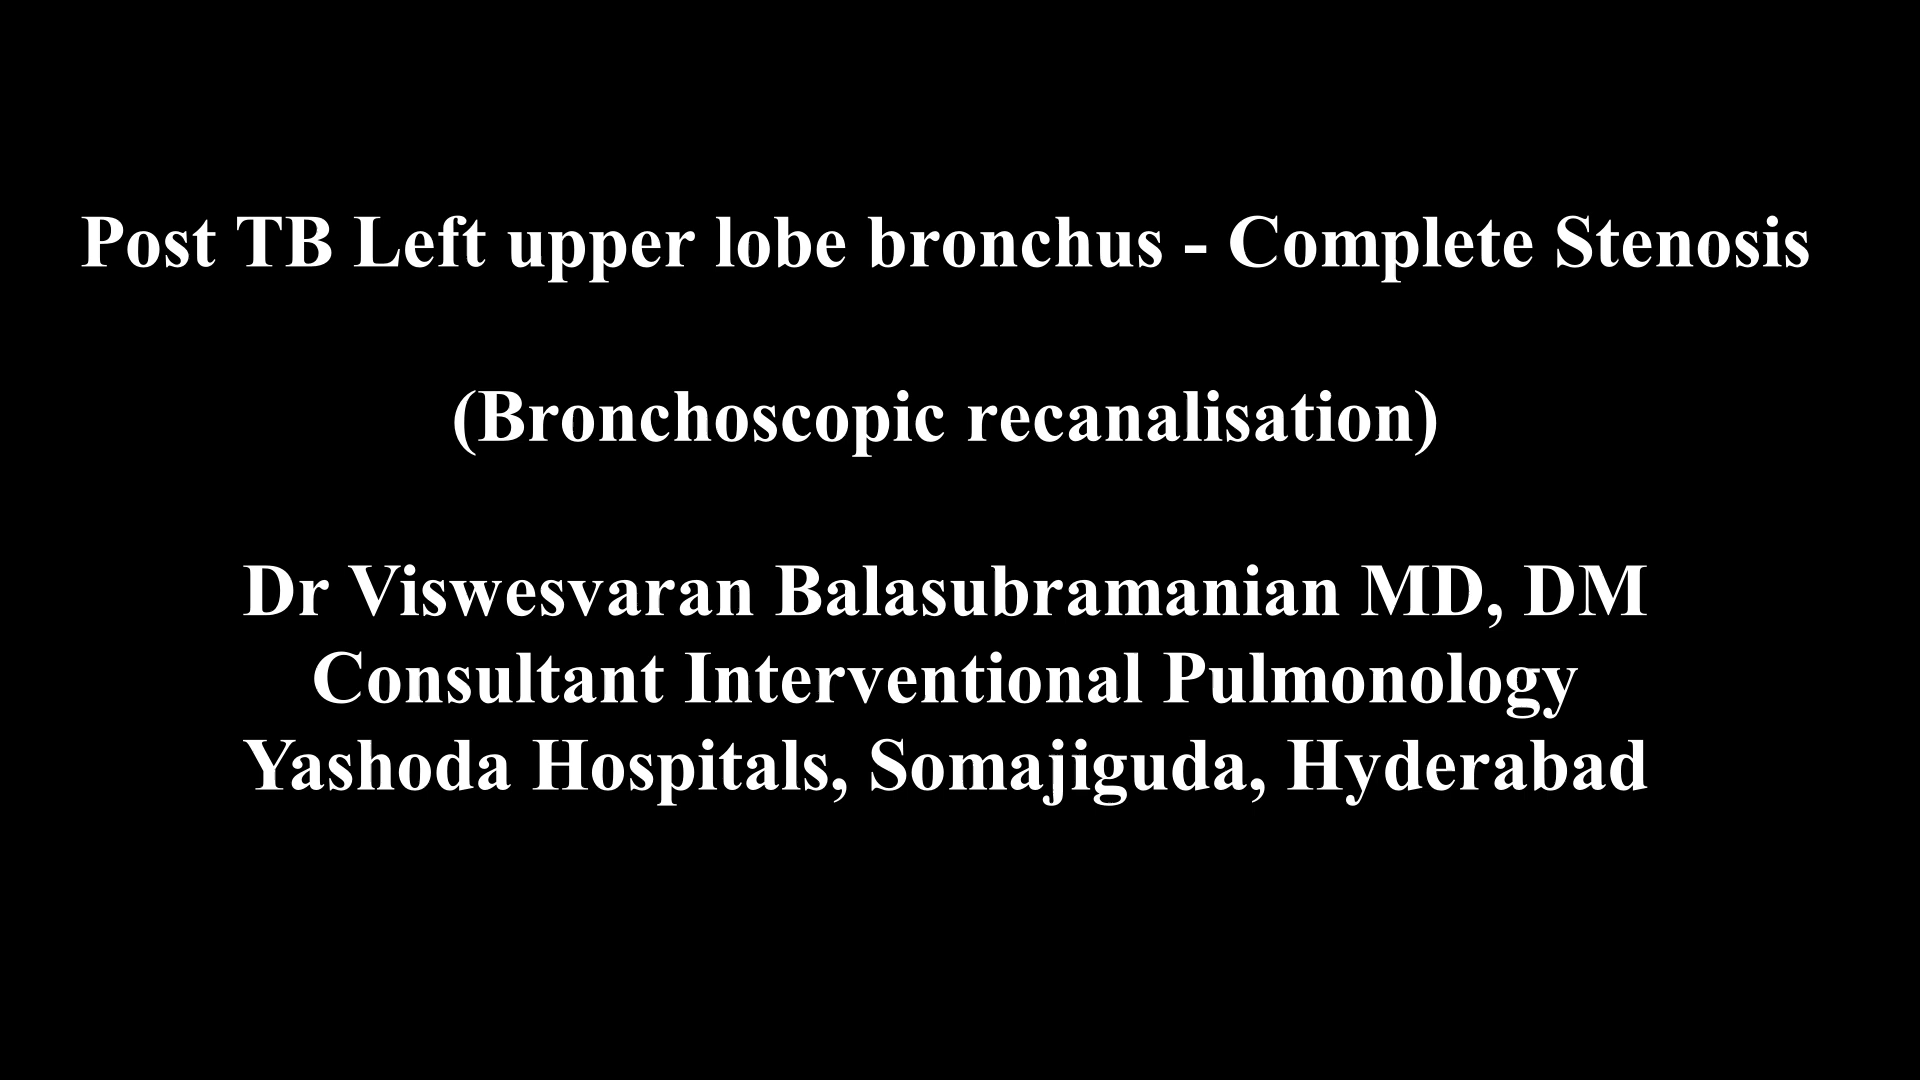 Post TB Left upper lobe bronchus - Complete Stenosis
(Bronchoscopic recanalisation)
Dr Viswesvaran Balasubramanian MD, DM
Consultant Interventional Pulmonology
Yashoda Hospitals, Somajiguda, Hyderabad